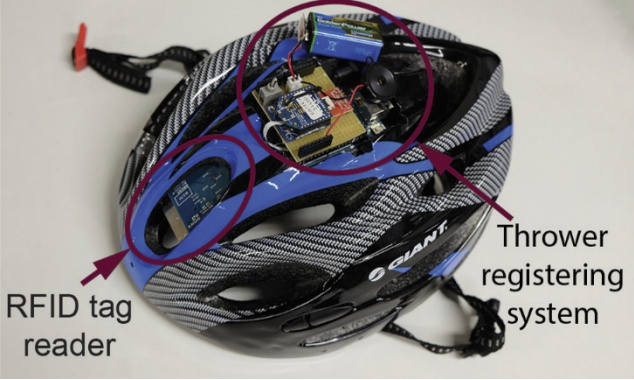 GIANT
Thrower
registering
system
RFID tag
reader